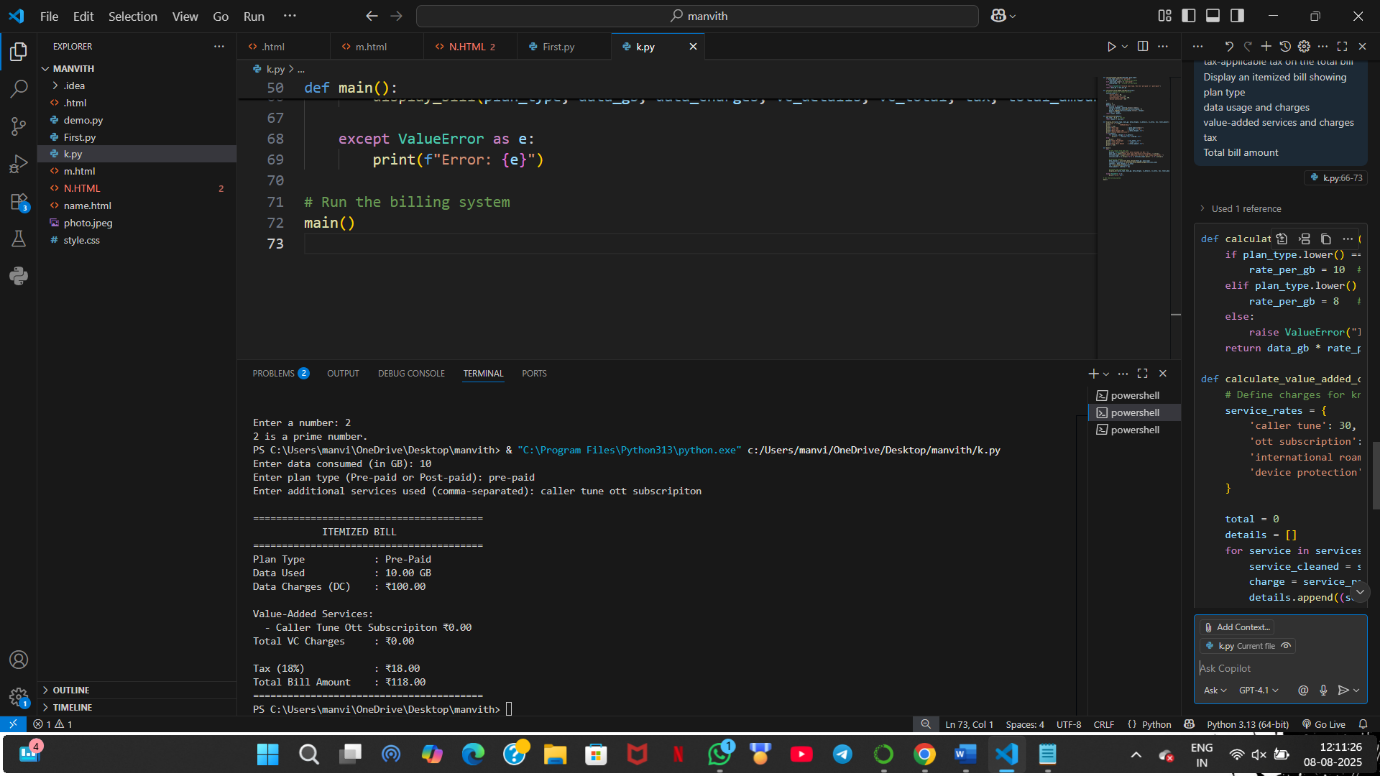 File Edit Selection View Go Run ···
manvith
EXPLORER ···
MANVITH
.idea
<> .html
demo.py
First.py
k.py
<> m.html
<> N.HTML 2
<> name.html
photo.jpeg
# style.css
OUTLINE
TIMELINE
3
1
<> .html
<> m.html
<> N.HTML 2
First.py
k.py
k.py > ...
50 def main():
67
68 except ValueError as e:
69 print(f"Error: {e}")
70
71 # Run the billing system
72 main()
73
PROBLEMS 2 OUTPUT DEBUG CONSOLE TERMINAL PORTS
powershell
powershell
powershell
Enter a number: 2
2 is a prime number.
PS C:\Users\manvi\OneDrive\Desktop\manvith> & "C:\Program Files\Python313\python.exe" c:/Users/manvi/OneDrive/Desktop/manvith/k.py
Enter data consumed (in GB): 10
Enter plan type (Pre-paid or Post-paid): pre-paid
Enter additional services used (comma-separated): caller tune ott subscripiton
========================================
ITEMIZED BILL
========================================
Plan Type : Pre-Paid
Data Used : 10.00 GB
Data Charges (DC) : ₹100.00
Value-Added Services:
- Caller Tune Ott Subscripiton ₹0.00
Total VC Charges : ₹0.00
Tax (18%) : ₹18.00
Total Bill Amount : ₹118.00
========================================
PS C:\Users\manvi\OneDrive\Desktop\manvith>
tax-applicable tax on the total bill
Display an itemized bill showing
plan type
data usage and charges
value-added services and charges
tax
Total bill amount
k.py:66-73
Used 1 reference
def calculat
if plan_type.lower() ==
rate_per_gb = 10 #
elif plan_type.lower()
rate_per_gb = 8 #
else:
raise ValueError("I
return data_gb * rate_p
def calculate_value_added_c
# Define charges for kn
service_rates = {
'caller tune': 30,
'ott subscription':
'international roam
'device protection'
}
total = 0
details = []
for service in services
service_cleaned = s
charge = service_ra
details.append((s
Add Context...
k.py Current file
Ask Copilot
Ask GPT-4.1
1 1
Ln 73, Col 1 Spaces: 4 UTF-8 CRLF {} Python Python 3.13 (64-bit) Go Live
4
1
ENG
IN
12:11:26
08-08-2025